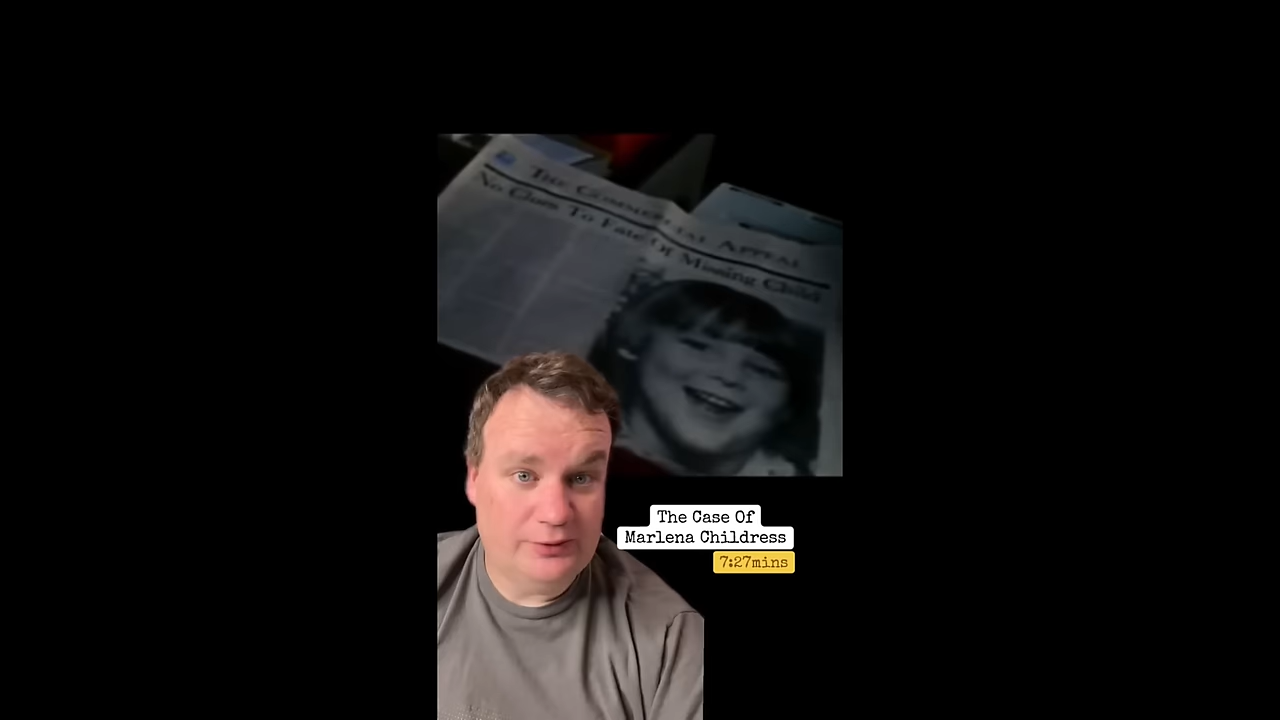 The Commercial Appeal
No Clues To Fate Of Missing Child
The Case Of
Marlena Childress
7:27mins